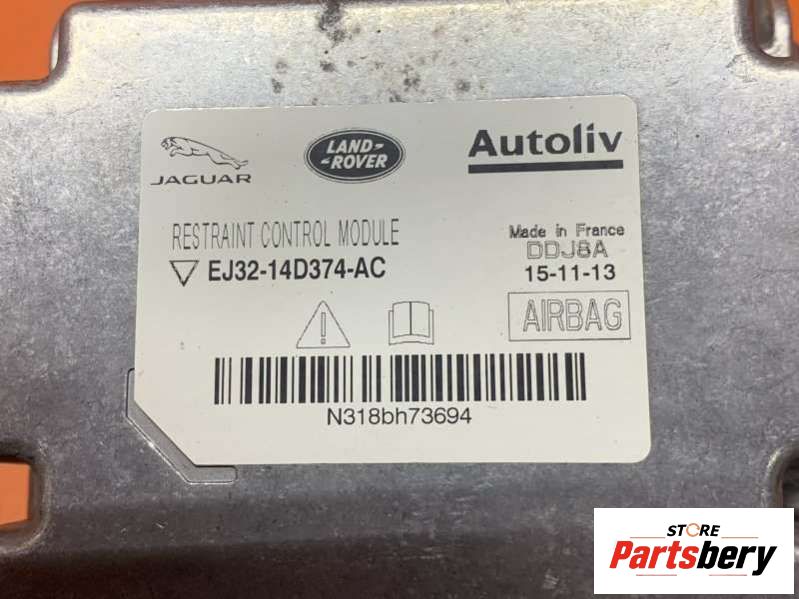 JAGUAR
LAND-
-ROVER
Autoliv
RESTRAINT CONTROL MODULE
EJ32-14D374-AC
Made in France
DDJ8A
15-11-13
AIRBAG
N318bh73694
STORE
Partsbery